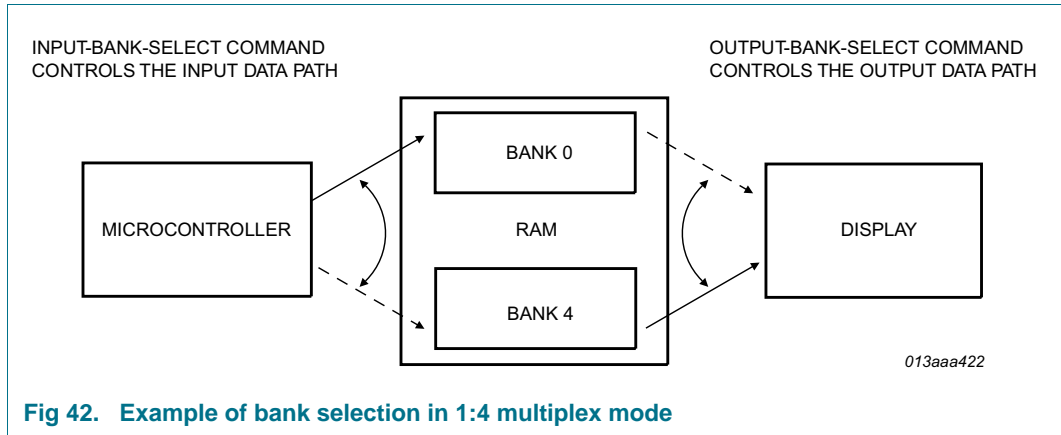 INPUT-BANK-SELECT COMMAND
CONTROLS THE INPUT DATA PATH
OUTPUT-BANK-SELECT COMMAND
CONTROLS THE OUTPUT DATA PATH
BANK 0
MICROCONTROLLER
RAM
DISPLAY
BANK 4
013aaa422
Fig 42. Example of bank selection in 1:4 multiplex mode